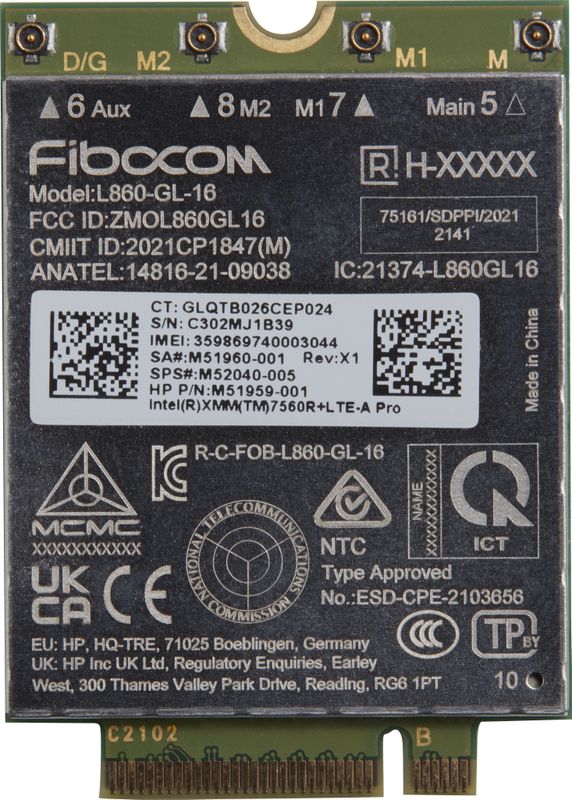 D/G M2 M1 M
6 Aux 8 M2 M1 7 Main 5
Fibocom
R H-XXXXX
Model:L860-GL-16
FCC ID:ZMOL860GL16
75161/SDPPI/2021
2141
CMIIT ID:2021CP1847(M)
ANATEL:14816-21-09038
IC:21374-L860GL16
CT: GLQTB026CEP024
S/N: C302MJ1B39
IMEI: 359869740003044
SA#:M51960-001 Rev:X1
SPS#:M52040-005
HP P/N:M51959-001
Intel(R)XMM(TM)7560R+LTE-A Pro
Made in China
R-C-FOB-L860-GL-16
MCMC
XXXXXXXXXXX
NATIONAL TELECOMMUNICATIONS COMMISSION
NTC
NAME
XXXXXXXXXXX
ICT
Type Approved
No.:ESD-CPE-2103656
UK
CA
CE
CCC
TP BY
EU: HP, HQ-TRE, 71025 Boeblingen, Germany
UK: HP Inc UK Ltd, Regulatory Enquiries, Earley
West, 300 Thames Valley Park Drive, Reading, RG6 1PT
10
C2102
B